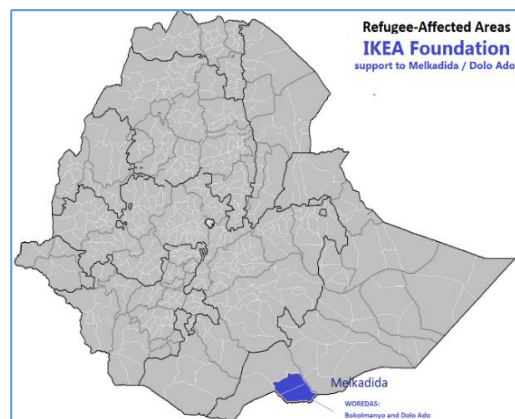 Refugee-Affected Areas
IKEA Foundation
support to Melkadida / Dolo Ado
Melkadida
WOREDAS:
Bokolmanyo and Dolo Ado